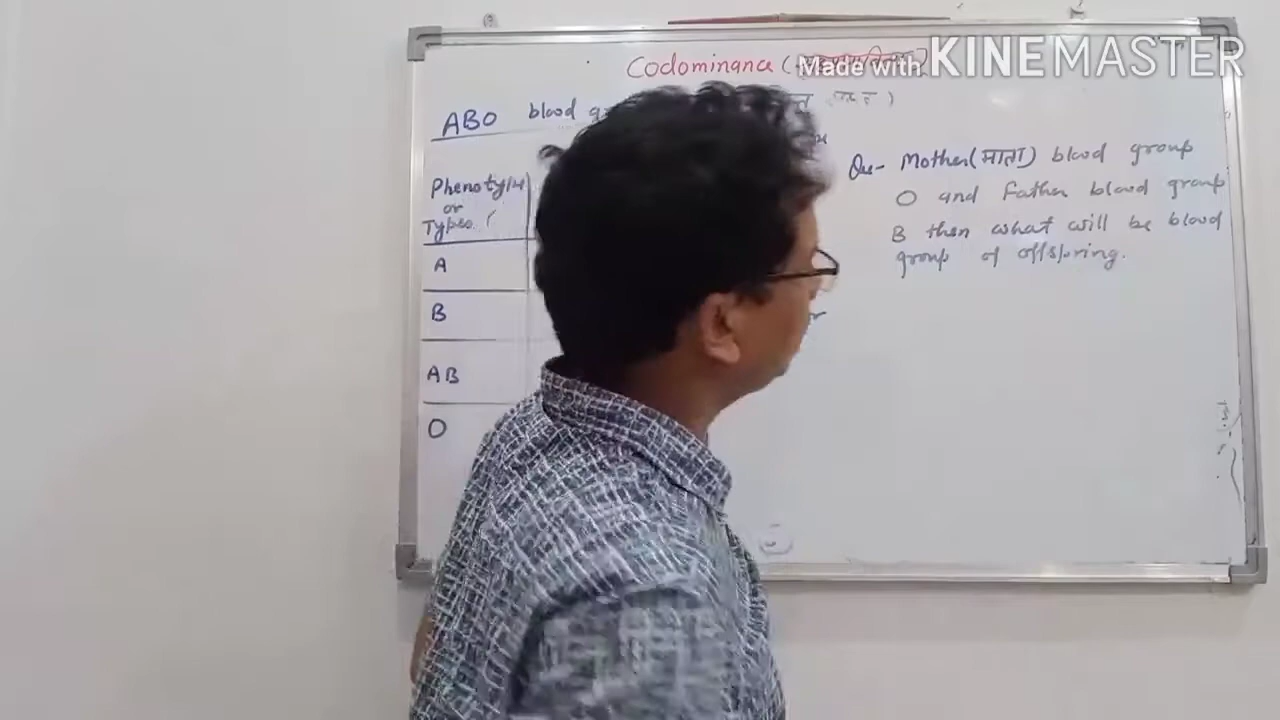 Codominance (
Made with KINEMASTER
ABO blood
Phenotype
or
Types
A
B
AB
O
Que- Mother (माता) blood group
O and Father blood group
B then what will be blood
group of offspring.